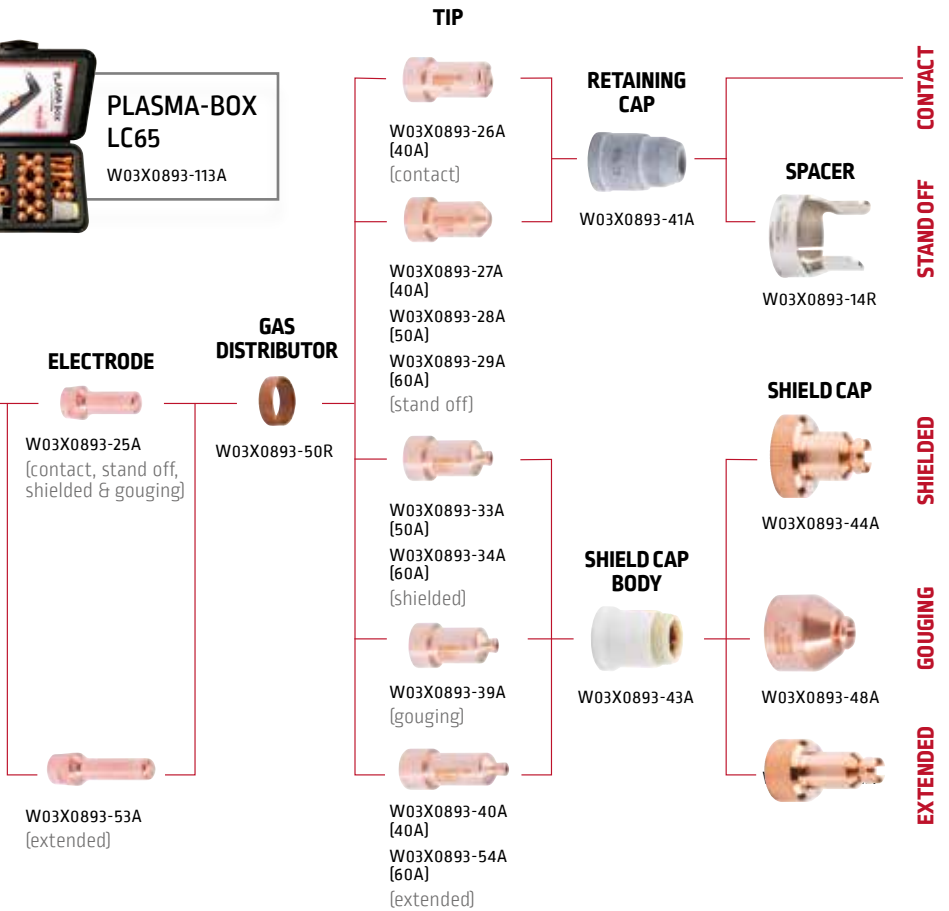 TIP
PLASMA BOX
PLASMA-BOX
LC65
W03X0893-113A
W03X0893-26A
(40A)
(contact)
RETAINING
CAP
W03X0893-41A
CONTACT
SPACER
W03X0893-14R
STAND OFF
W03X0893-27A
(40A)
W03X0893-28A
(50A)
W03X0893-29A
(60A)
(stand off)
ELECTRODE
W03X0893-25A
(contact, stand off,
shielded & gouging)
GAS
DISTRIBUTOR
W03X0893-50R
W03X0893-33A
(50A)
W03X0893-34A
(60A)
(shielded)
SHIELD CAP
BODY
W03X0893-43A
SHIELD CAP
W03X0893-44A
SHIELDED
W03X0893-39A
(gouging)
W03X0893-48A
GOUGING
W03X0893-53A
(extended)
W03X0893-40A
(40A)
W03X0893-54A
(60A)
(extended)
EXTENDED